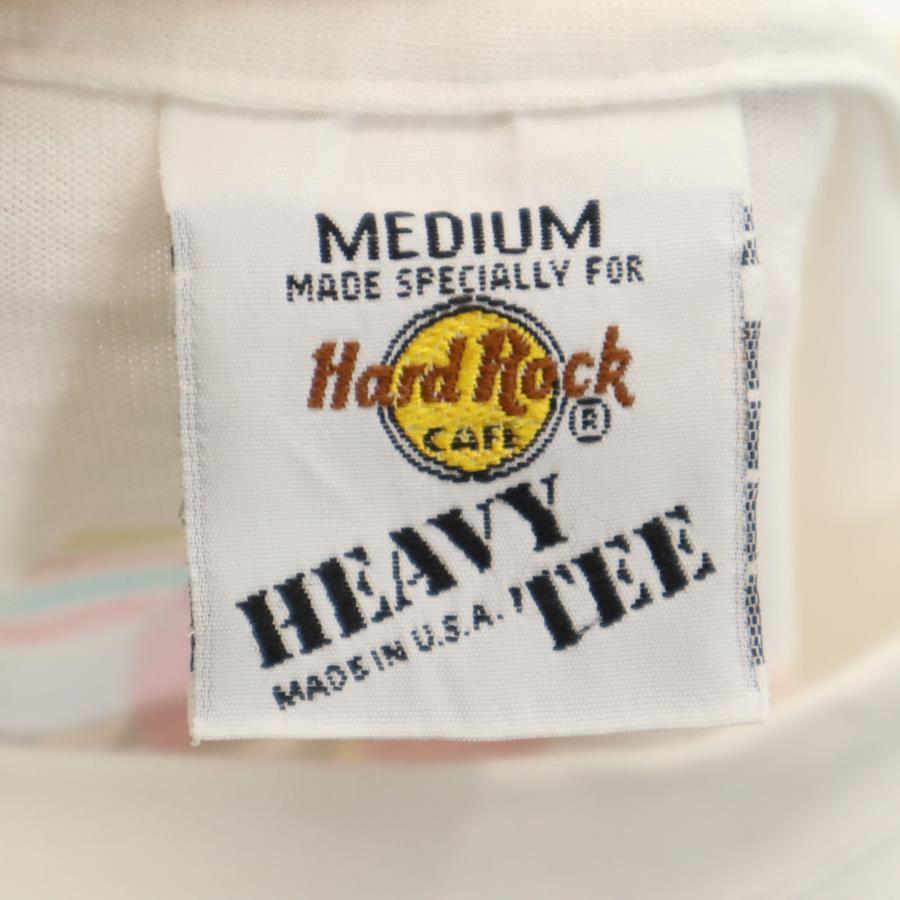 MEDIUM
MADE SPECIALLY FOR
Hard Rock
CAFE ®
HEAVY
'TEE
MADE IN U.S.A.